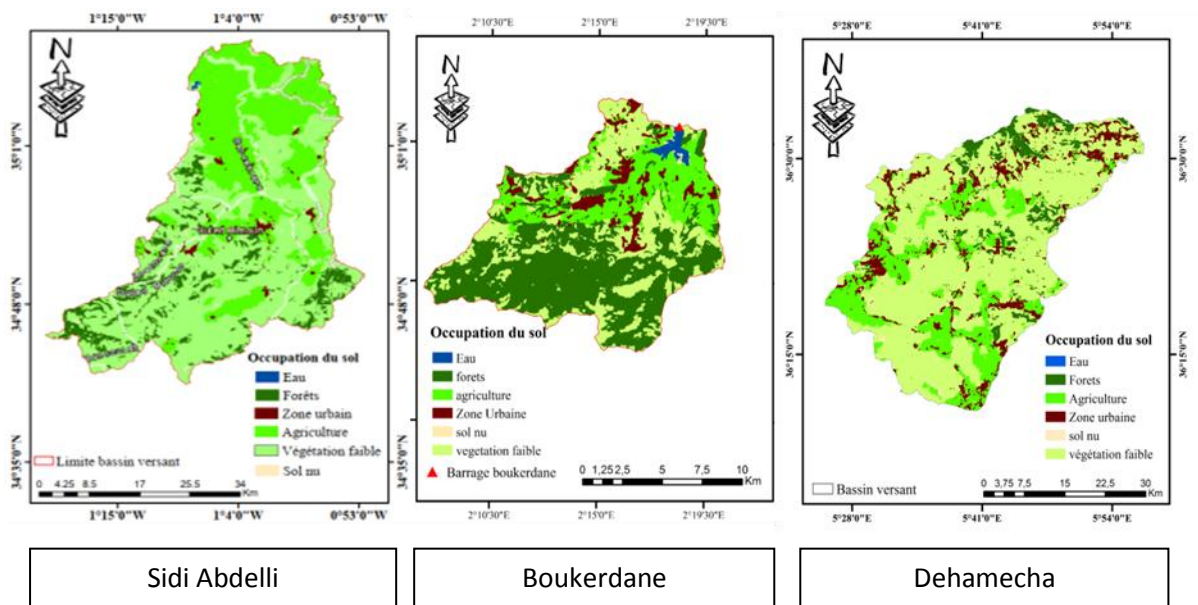 1°15'0"W 1°4'0"W 0°53'0"W
N
35°1'0"N
34°48'0"N
34°35'0"N
35°1'0"N
34°48'0"N
34°35'0"N
Occupation du sol
Eau
Forêts
Zone urbain
Agriculture
Végétation faible
Sol nu
Limite bassin versant
0 4.25 8.5 17 25.5 34
Km
1°15'0"W 1°4'0"W 0°53'0"W
2°10'30"E 2°15'0"E 2°19'30"E
N
Occupation du sol
Eau
forets
agriculture
Zone Urbaine
sol nu
vegetation faible
Barrage boukerdane
0 1,25 2,5 5 7,5 10
Km
2°10'30"E 2°15'0"E 2°19'30"E
5°28'0"E 5°41'0"E 5°54'0"E
N
36°30'0"N
36°15'0"N
36°30'0"N
36°15'0"N
Occupation du sol
Eau
Forets
Agriculture
Zone urbaine
sol nu
végétation faible
Bassin versant
0 3,75 7,5 15 22,5 30
Km
5°28'0"E 5°41'0"E 5°54'0"E
Sidi Abdelli
Boukerdane
Dehamecha